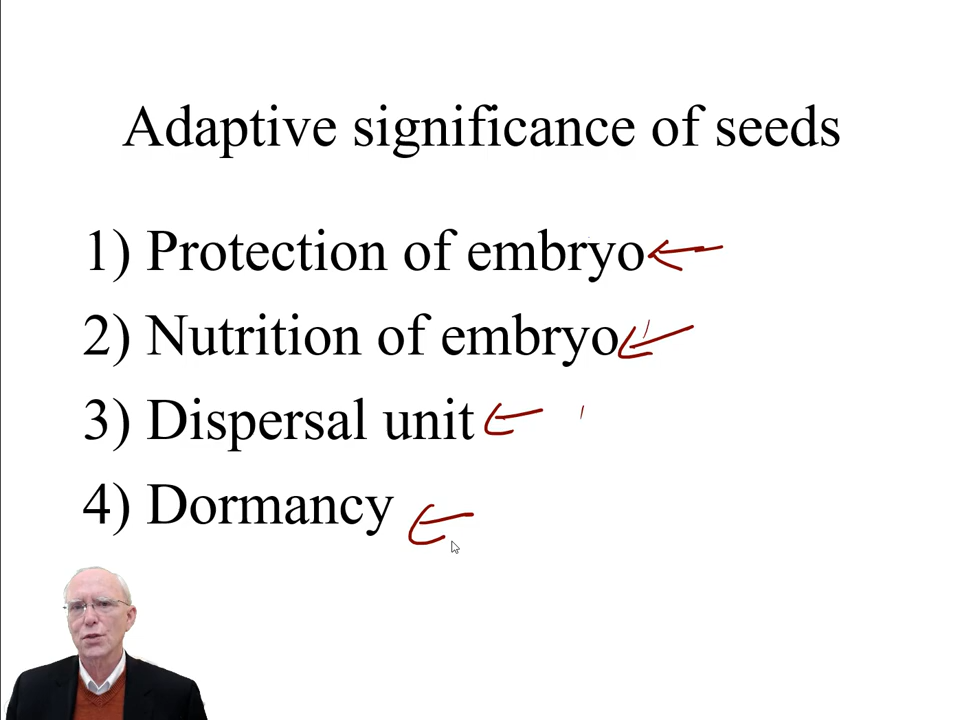 Adaptive significance of seeds
1) Protection of embryo
2) Nutrition of embryo
3) Dispersal unit
4) Dormancy